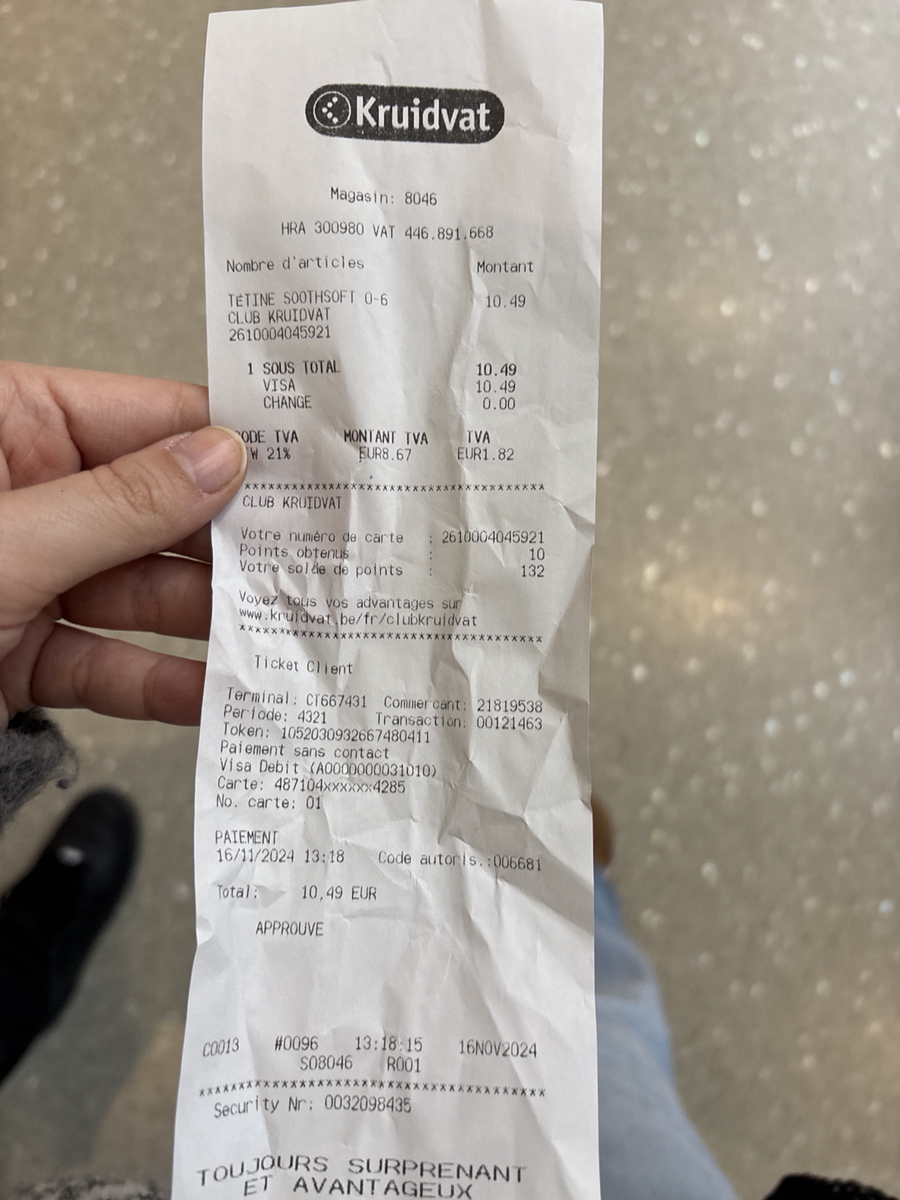 Kruidvat
Magasin: 8046
HRA 300980 VAT 446.891.668
Nombre d'articles Montant
TÉTINE SOOTHSOFT 0-6 10.49
CLUB KRUIDVAT
2610004045921
1 SOUS TOTAL 10.49
VISA 10.49
CHANGE 0.00
ODE TVA MONTANT TVA TVA
W 21% EUR8.67 EUR1.82
******************************************
CLUB KRUIDVAT
Votre numéro de carte : 2610004045921
Points obtenus : 10
Votre solde de points : 132
Voyez tous vos advantages sur
www.kruidvat.be/fr/clubkruidvat
******************************************
Ticket Client
Terminal: CT667431 Commercant: 21819538
Periode: 4321 Transaction: 00121463
Token: 1052030932667480411
Paiement sans contact
Visa Debit (A0000000031010)
Carte: 487104xxxxxx4285
No. carte: 01
PAIEMENT
16/11/2024 13:18 Code autoris.:006681
Total: 10,49 EUR
APPROUVE
C0013 #0096 13:18:15 16NOV2024
S08046 R001
******************************************
Security Nr: 0032098435
TOUJOURS SURPRENANT
ET AVANTAGEUX